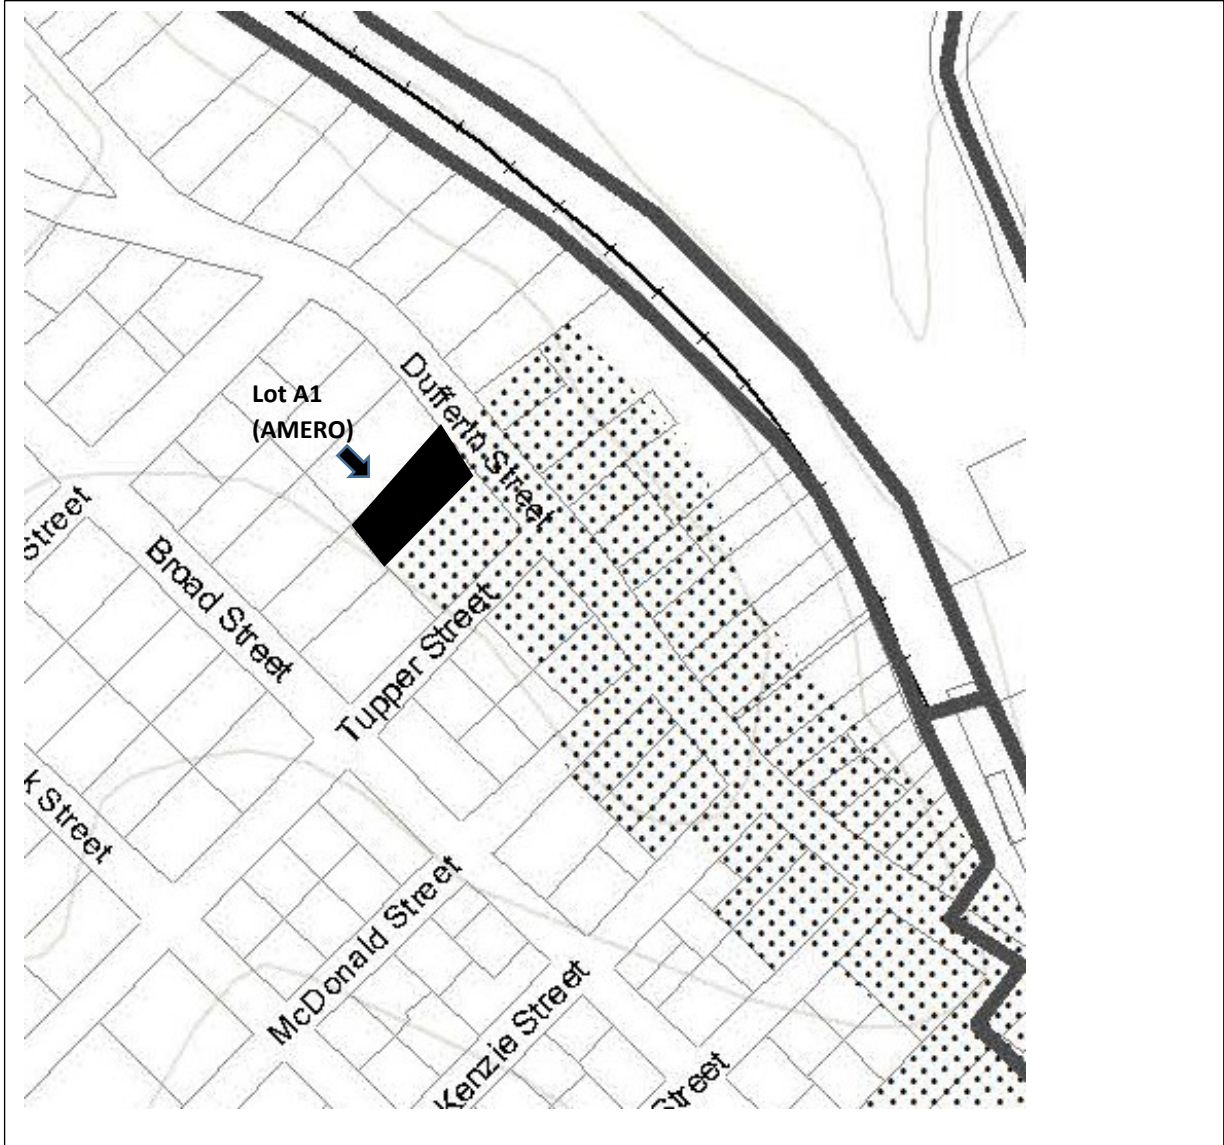 Dufferin Street
Lot A1
(AMERO)
Street
Broad Street
Tupper Street
k Street
McDonald Street
Kenzie Street
Street